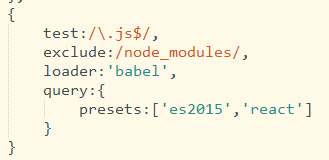 {
test:/\.js$/,
exclude:/node_modules/,
loader:'babel',
query:{
presets:['es2015','react']
}
}